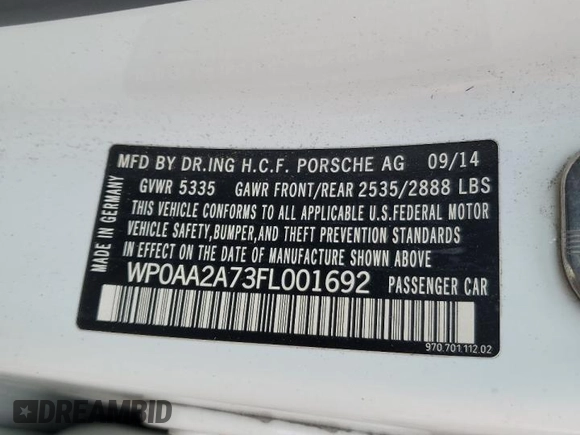 MFD BY DR.ING H.C.F. PORSCHE AG 09/14
GVWR 5335 GAWR FRONT/REAR 2535/2888 LBS
THIS VEHICLE CONFORMS TO ALL APPLICABLE U.S.FEDERAL MOTOR
VEHICLE SAFETY,BUMPER,AND THEFT PREVENTION STANDARDS
IN EFFECT ON THE DATE OF MANUFACTURE SHOWN ABOVE
WP0AA2A73FL001692 PASSENGER CAR
MADE IN GERMANY
970.701.112.02
DREAMBID